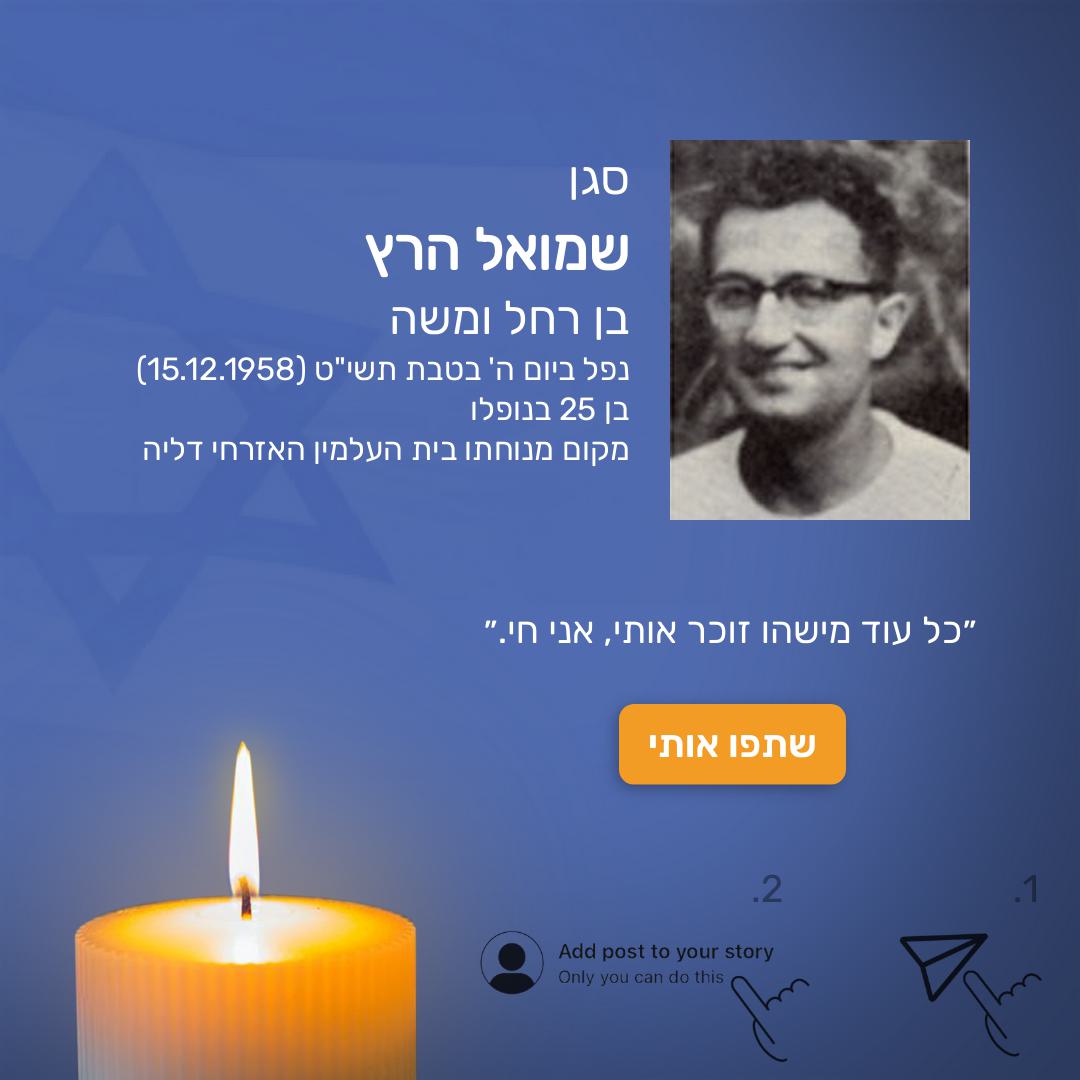 סגן
שמואל הרץ
בן רחל ומשה
נפל ביום ה' בטבת תשי"ט (15.12.1958)
בן 25 בנופלו
מקום מנוחתו בית העלמין האזרחי דליה
״כל עוד מישהו זוכר אותי, אני חי.״
שתפו אותי
.1
.2
Add post to your story
Only you can do this